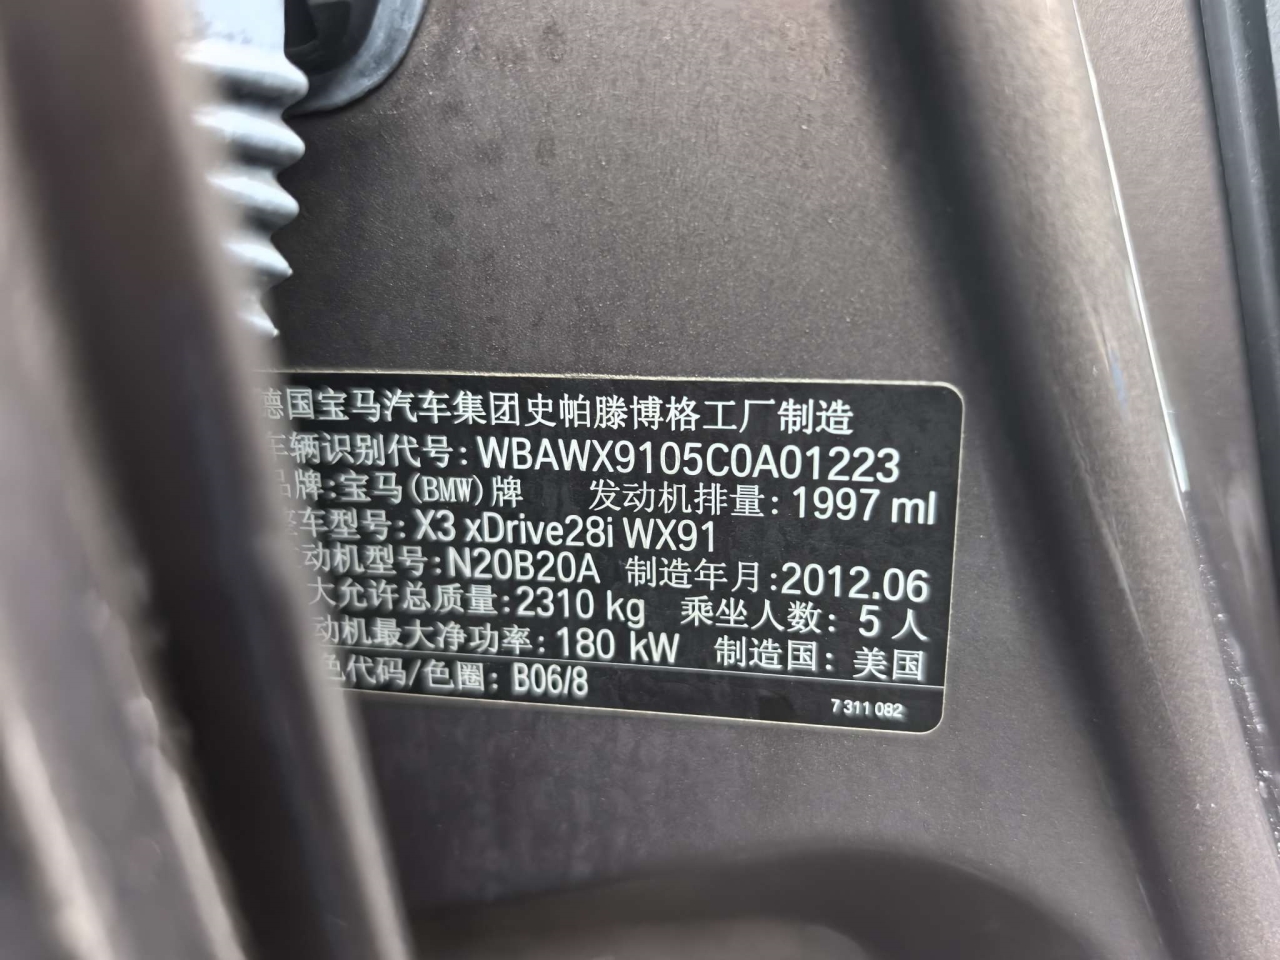 德国宝马汽车集团史帕滕博格工厂制造
车辆识别代号: WBAWX9105C0A01223
品牌: 宝马(BMW)牌 发动机排量: 1997 ml
整车型号: X3 xDrive28i WX91
动机型号: N20B20A 制造年月: 2012.06
大允许总质量: 2310 kg 乘坐人数: 5 人
动机最大净功率: 180 kW 制造国: 美国
色代码/色圈: B06/8
7 311 082